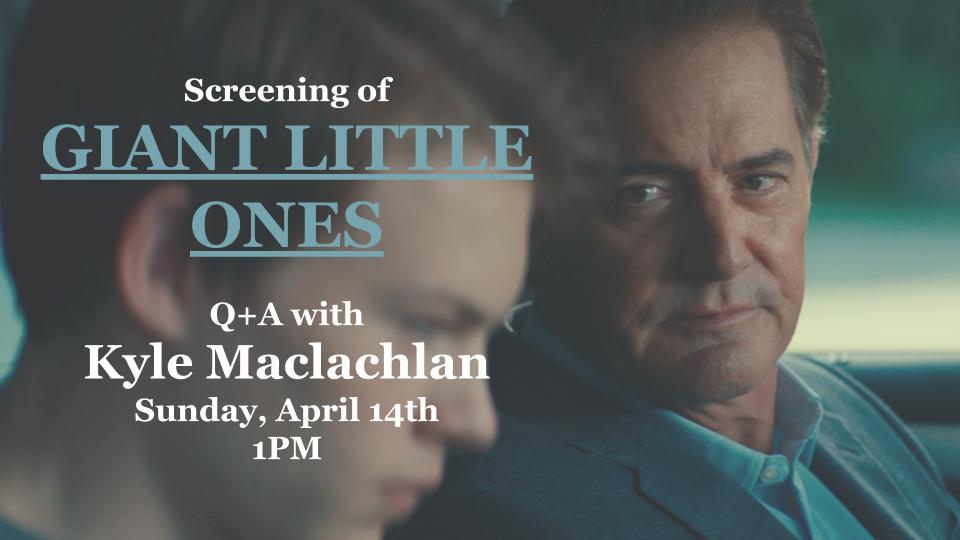 Screening of
GIANT LITTLE
ONES
Q+A with
Kyle Maclachlan
Sunday, April 14th
1PM